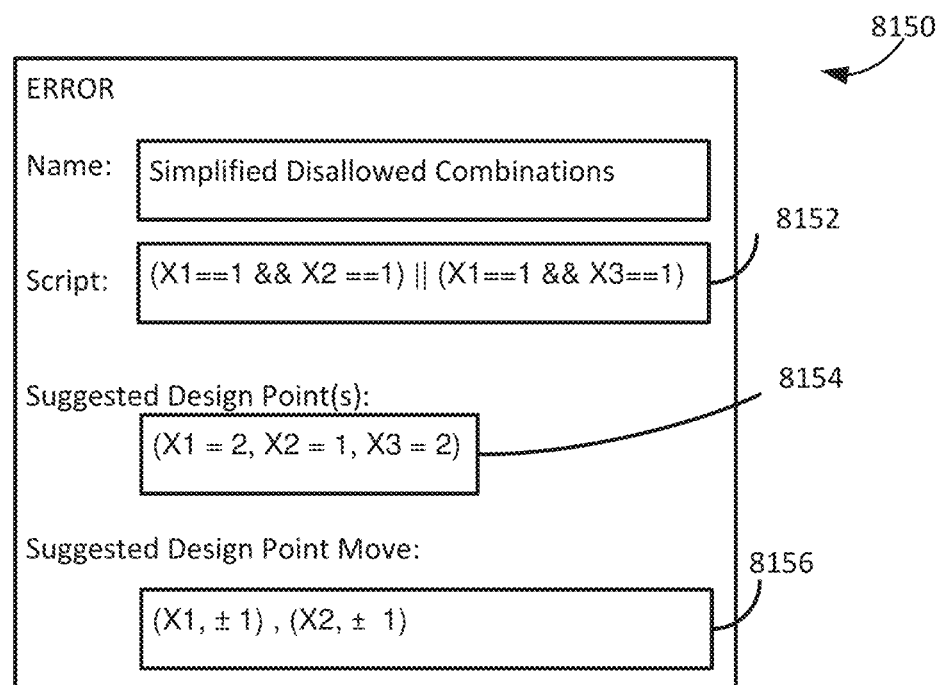 8150
ERROR
Name: Simplified Disallowed Combinations
8152
Script: (X1==1 && X2 ==1) || (X1==1 && X3==1)
8154
Suggested Design Point(s):
(X1 = 2, X2 = 1, X3 = 2)
Suggested Design Point Move:
8156
(X1, ± 1) , (X2, ±  1)